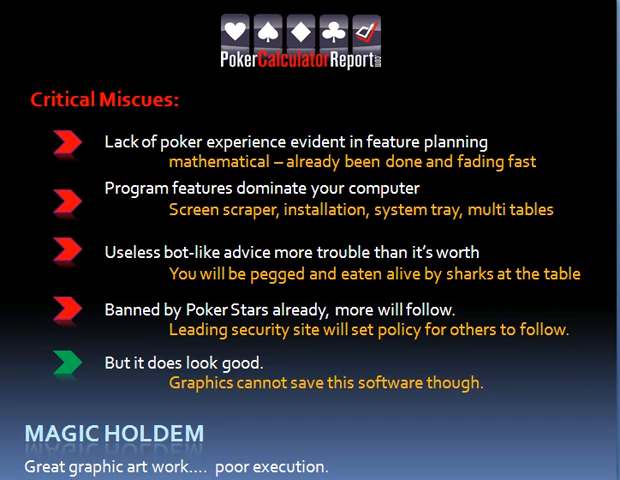 PokerCalculatorReport.com
Critical Miscues:
Lack of poker experience evident in feature planning
mathematical – already been done and fading fast
Program features dominate your computer
Screen scraper, installation, system tray, multi tables
Useless bot-like advice more trouble than it's worth
You will be pegged and eaten alive by sharks at the table
Banned by Poker Stars already, more will follow.
Leading security site will set policy for others to follow.
But it does look good.
Graphics cannot save this software though.
MAGIC HOLDEM
Great graphic art work.... poor execution.